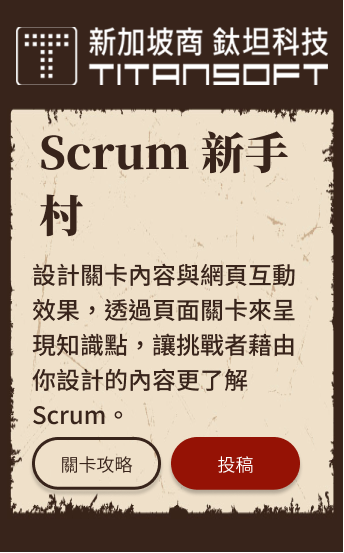 新加坡商 鈦坦科技
TITANSOFT
Scrum 新手
村
設計關卡內容與網頁互動
效果，透過頁面關卡來呈
現知識點，讓挑戰者藉由
你設計的內容更了解
Scrum。
關卡攻略 投稿